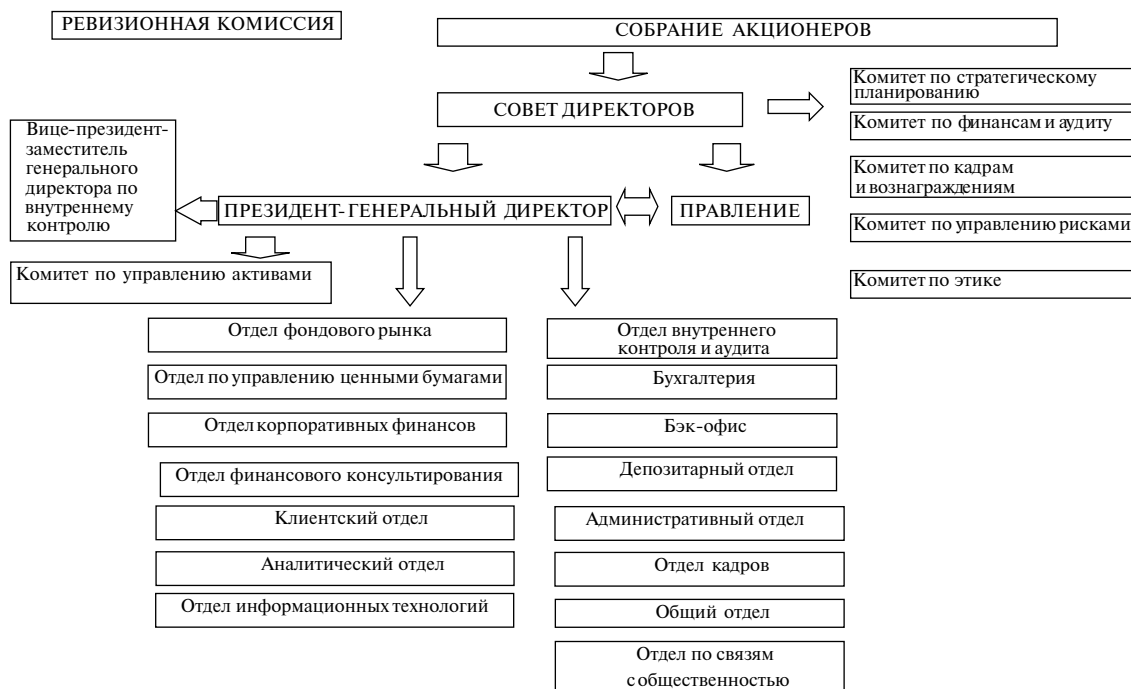 РЕВИЗИОННАЯ КОМИССИЯ
СОБРАНИЕ АКЦИОНЕРОВ
СОВЕТ ДИРЕКТОРОВ
Комитет по стратегическому
планированию
Комитет по финансам и аудиту
Комитет по кадрам
и вознаграждениям
Комитет по управлению рисками
Комитет по этике
Вице-президент-
заместитель
генерального
директора по
внутреннему
контролю
ПРЕЗИДЕНТ-ГЕНЕРАЛЬНЫЙ ДИРЕКТОР
ПРАВЛЕНИЕ
Комитет по управлению активами
Отдел фондового рынка
Отдел по управлению ценными бумагами
Отдел корпоративных финансов
Отдел финансового консультирования
Клиентский отдел
Аналитический отдел
Отдел информационных технологий
Отдел внутреннего
контроля и аудита
Бухгалтерия
Бэк-офис
Депозитарный отдел
Административный отдел
Отдел кадров
Общий отдел
Отдел по связям
с общественностью